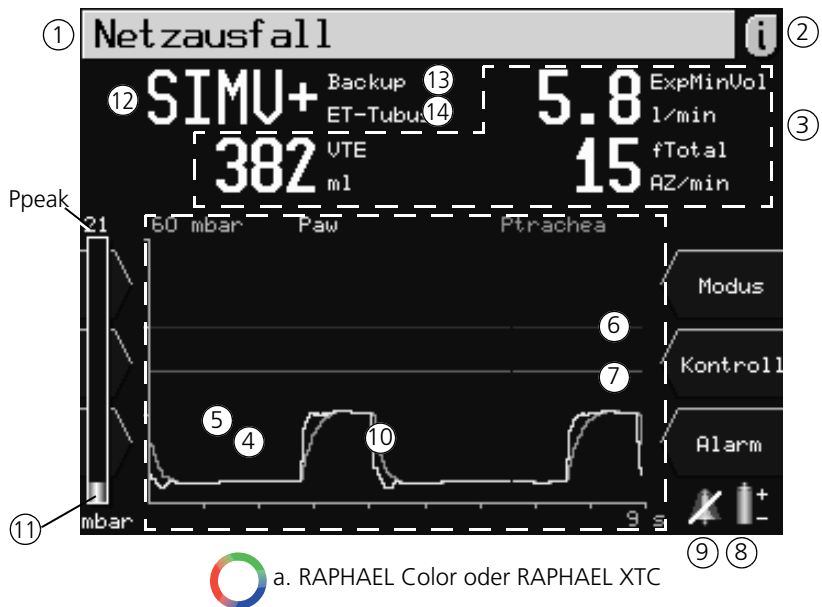 1 Netzausfall i 2
12 SIMV+ Backup 13 5.8 ExpMinVol
ET-Tubus 14 l/min 3
382 VTE 15 fTotal
ml AZ/min
Ppeak
21 60 mbar Paw Ptrachea
Modus
6
Kontroll
7
5
4 10 Alarm
11 mbar 9 s + -
9 8
a. RAPHAEL Color oder RAPHAEL XTC